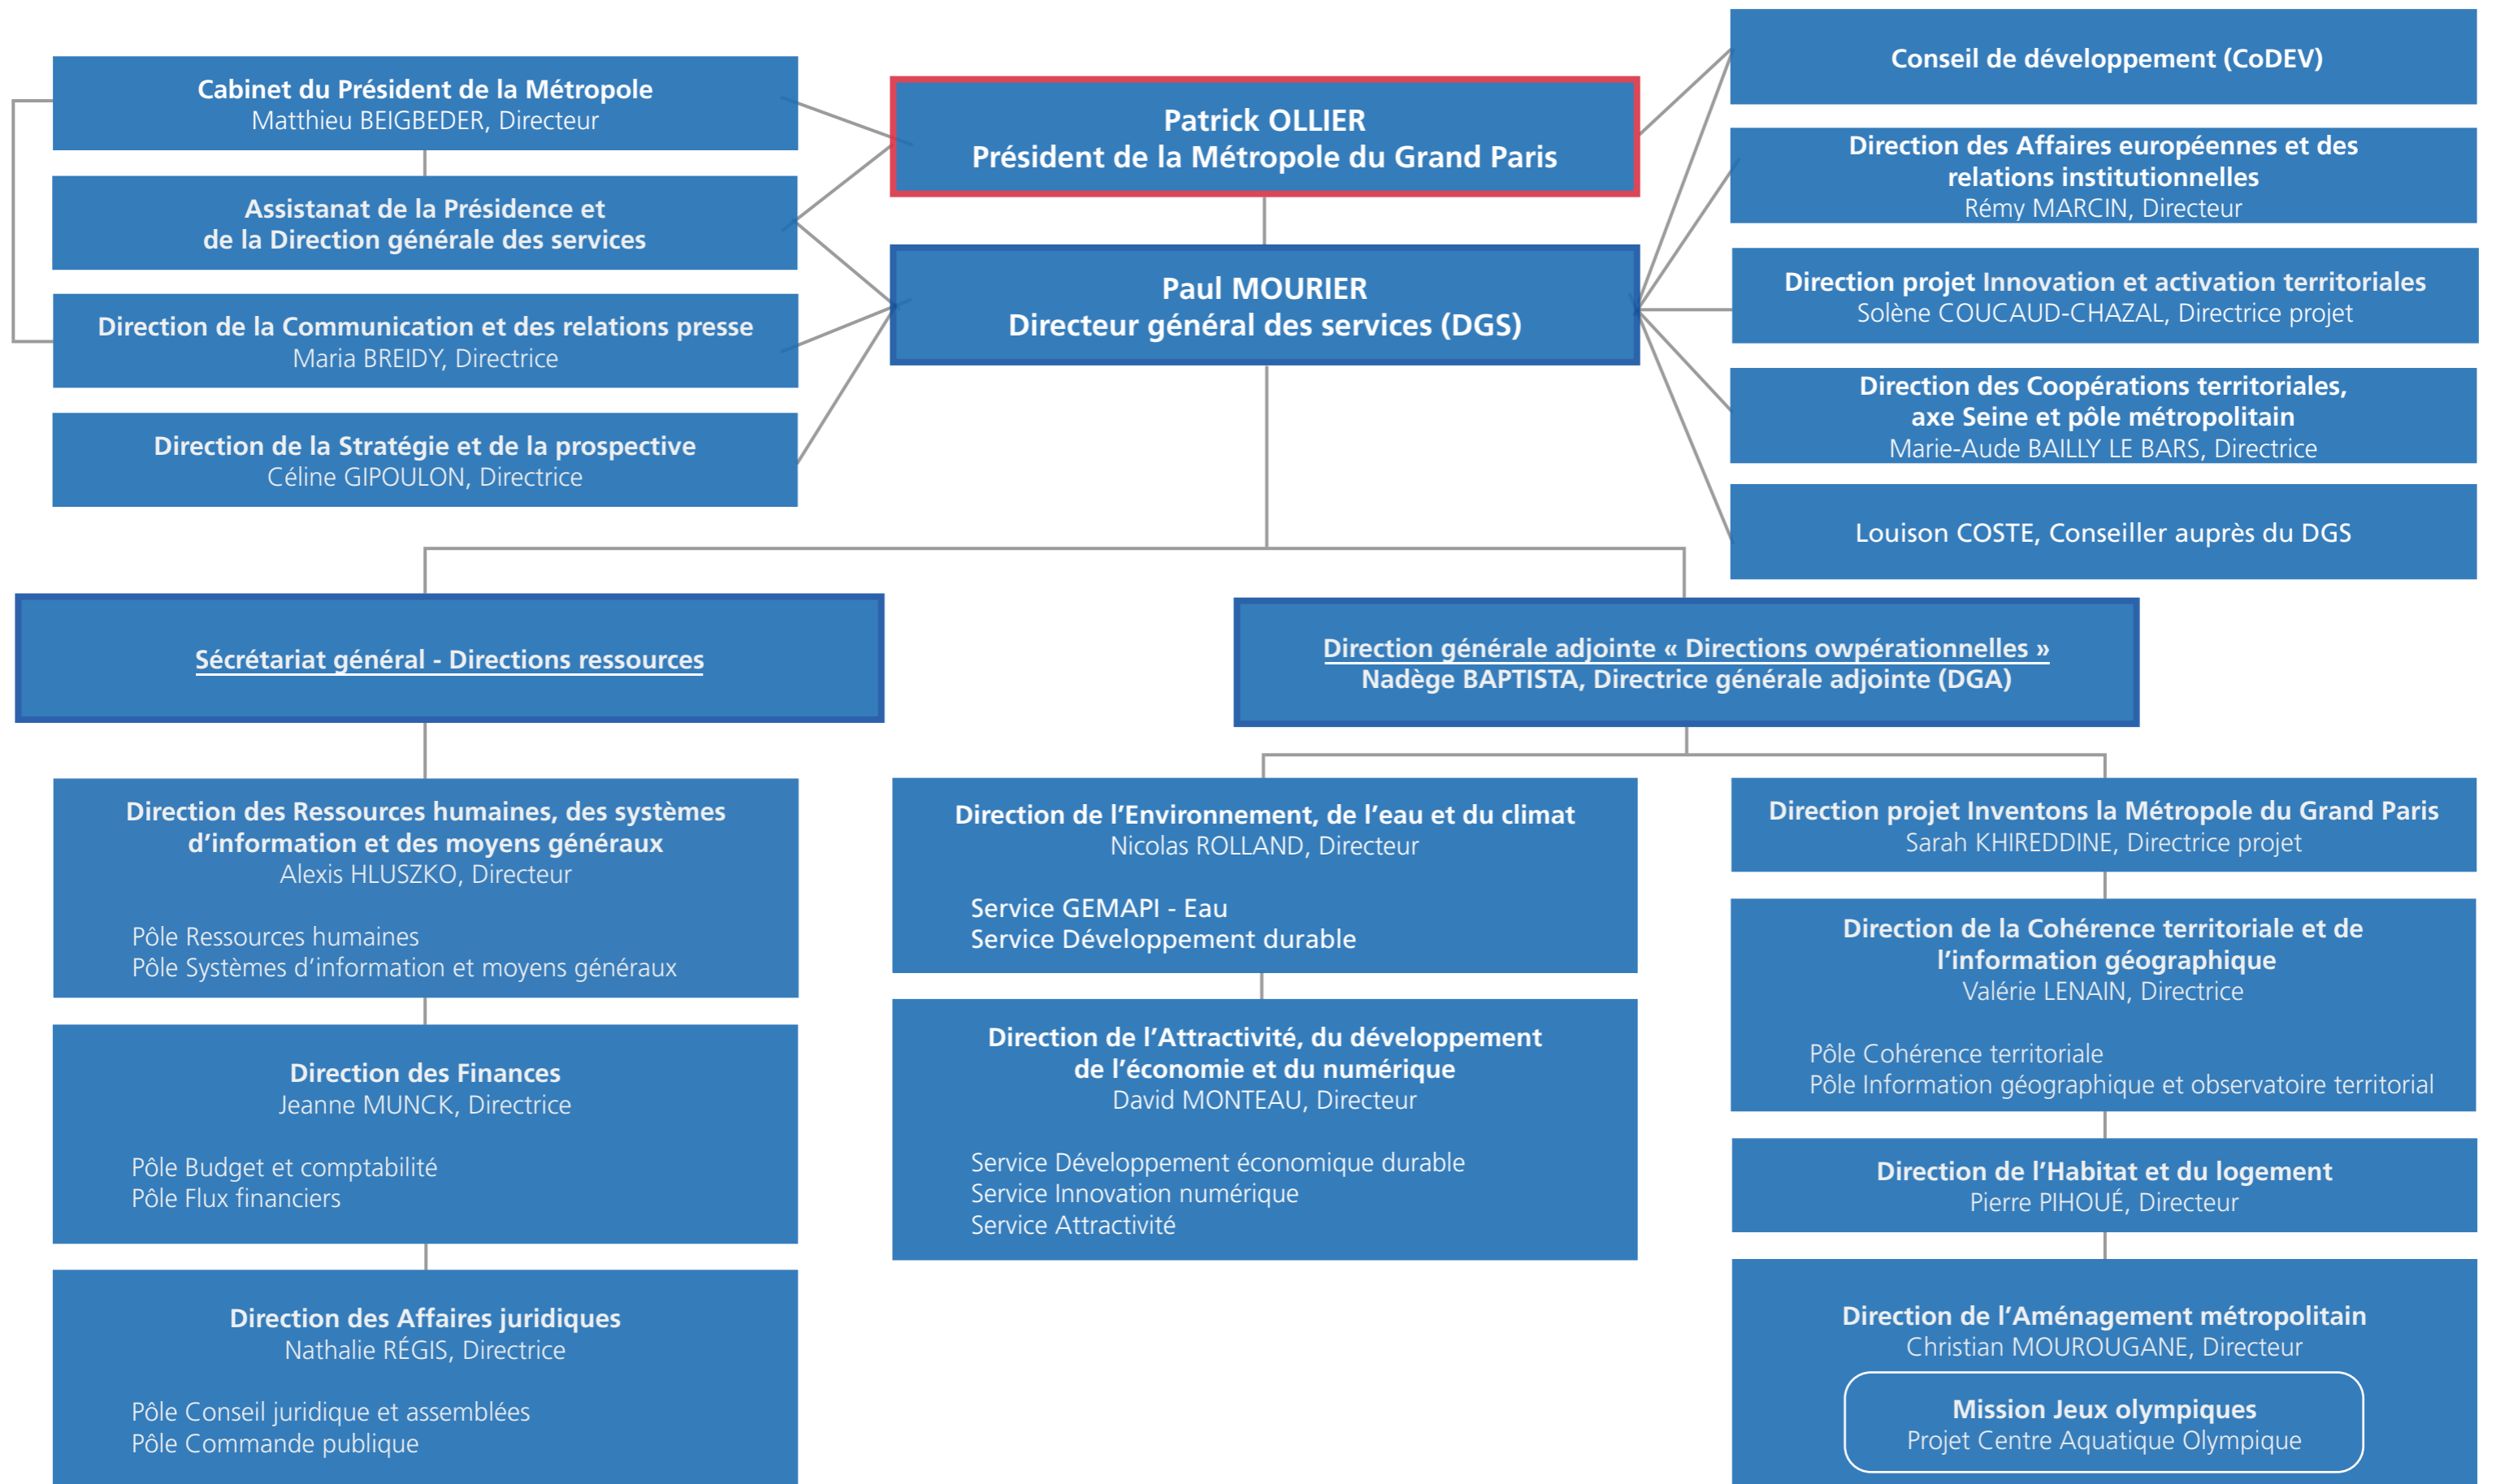 Cabinet du Président de la Métropole
Matthieu BEIGBEDER, Directeur
Assistanat de la Présidence et
de la Direction générale des services
Direction de la Communication et des relations presse
Maria BREIDY, Directrice
Direction de la Stratégie et de la prospective
Céline GIPOULON, Directrice
Patrick OLLIER
Président de la Métropole du Grand Paris
Paul MOURIER
Directeur général des services (DGS)
Conseil de développement (CoDEV)
Direction des Affaires européennes et des
relations institutionnelles
Rémy MARCIN, Directeur
Direction projet Innovation et activation territoriales
Solène COUCAUD-CHAZAL, Directrice projet
Direction des Coopérations territoriales,
axe Seine et pôle métropolitain
Marie-Aude BAILLY LE BARS, Directrice
Louison COSTE, Conseiller auprès du DGS
Sécrétariat général - Directions ressources
Direction générale adjointe « Directions owpérationnelles »
Nadège BAPTISTA, Directrice générale adjointe (DGA)
Direction des Ressources humaines, des systèmes
d’information et des moyens généraux
Alexis HLUSZKO, Directeur
Pôle Ressources humaines
Pôle Systèmes d’information et moyens généraux
Direction des Finances
Jeanne MUNCK, Directrice
Pôle Budget et comptabilité
Pôle Flux financiers
Direction des Affaires juridiques
Nathalie RÉGIS, Directrice
Pôle Conseil juridique et assemblées
Pôle Commande publique
Direction de l’Environnement, de l’eau et du climat
Nicolas ROLLAND, Directeur
Service GEMAPI - Eau
Service Développement durable
Direction de l’Attractivité, du développement
de l’économie et du numérique
David MONTEAU, Directeur
Service Développement économique durable
Service Innovation numérique
Service Attractivité
Direction projet Inventons la Métropole du Grand Paris
Sarah KHIREDDINE, Directrice projet
Direction de la Cohérence territoriale et de
l’information géographique
Valérie LENAIN, Directrice
Pôle Cohérence territoriale
Pôle Information géographique et observatoire territorial
Direction de l’Habitat et du logement
Pierre PIHOUÉ, Directeur
Direction de l’Aménagement métropolitain
Christian MOUROUGANE, Directeur
Mission Jeux olympiques
Projet Centre Aquatique Olympique